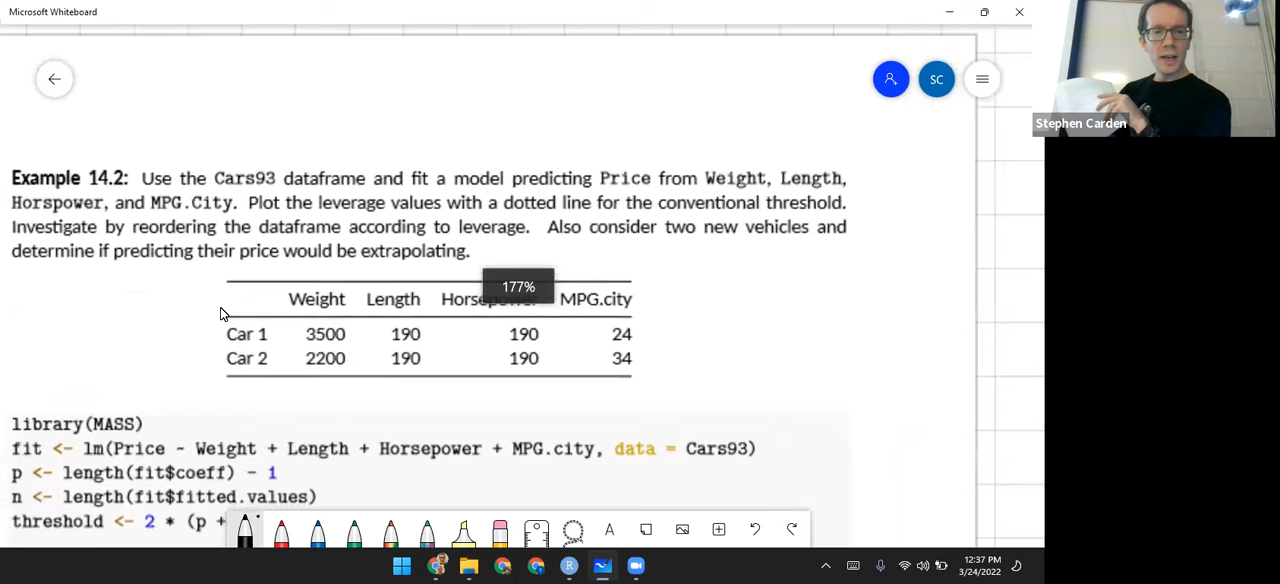 Microsoft Whiteboard
SC
Stephen Carden
Example 14.2: Use the Cars93 dataframe and fit a model predicting Price from Weight, Length,
Horspower, and MPG.City. Plot the leverage values with a dotted line for the conventional threshold.
Investigate by reordering the dataframe according to leverage. Also consider two new vehicles and
determine if predicting their price would be extrapolating.
177%
Weight Length Horsepower MPG.city
Car 1 3500 190 190 24
Car 2 2200 190 190 34
library(MASS)
fit <- lm(Price ~ Weight + Length + Horsepower + MPG.city, data = Cars93)
p <- length(fit$coeff) - 1
n <- length(fit$fitted.values)
threshold <- 2 * (p +
A
R
12:37 PM
3/24/2022